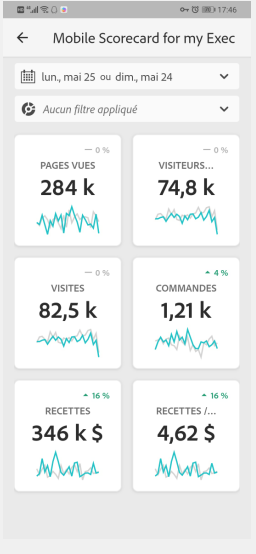 17:46
Mobile Scorecard for my Exec
lun., mai 25 ou dim., mai 24
Aucun filtre appliqué
— 0 %
PAGES VUES
284 k
— 0 %
VISITEURS...
74,8 k
— 0 %
VISITES
82,5 k
4 %
COMMANDES
1,21 k
16 %
RECETTES
346 k $
16 %
RECETTES /...
4,62 $